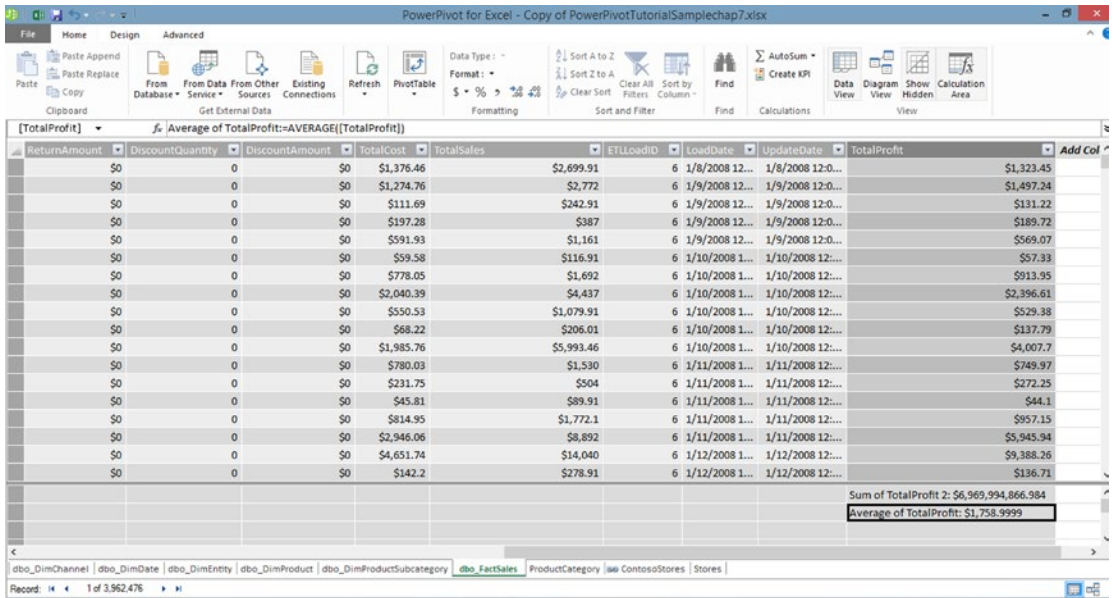 PowerPivot for Excel - Copy of PowerPivotTutorialSamplechap7.xlsx
File Home Design Advanced
Paste
Paste Append
Paste Replace
Copy
Clipboard
From Database
From Data Service
From Other Sources
Existing Connections
Get External Data
Refresh
PivotTable
Data Type :
Format :
$ % ,
Formatting
Sort A to Z
Sort Z to A
Clear Sort
Clear All Filters
Sort by Column
Sort and Filter
Find
Find
AutoSum
Create KPI
Calculations
Data View
Diagram View
Show Hidden
Calculation Area
View
[TotalProfit] fx Average of TotalProfit:=AVERAGE([TotalProfit])
ReturnAmount DiscountQuantity DiscountAmount TotalCost TotalSales ETLLoadID LoadDate UpdateDate TotalProfit Add Col
$0 0 $0 $1,376.46 $2,699.91 6 1/8/2008 12... 1/8/2008 12:0... $1,323.45
$0 0 $0 $1,274.76 $2,772 6 1/9/2008 12... 1/9/2008 12:0... $1,497.24
$0 0 $0 $111.69 $242.91 6 1/9/2008 12... 1/9/2008 12:0... $131.22
$0 0 $0 $197.28 $387 6 1/9/2008 12... 1/9/2008 12:0... $189.72
$0 0 $0 $591.93 $1,161 6 1/9/2008 12... 1/9/2008 12:0... $569.07
$0 0 $0 $59.58 $116.91 6 1/10/2008 1... 1/10/2008 12:... $57.33
$0 0 $0 $778.05 $1,692 6 1/10/2008 1... 1/10/2008 12:... $913.95
$0 0 $0 $2,040.39 $4,437 6 1/10/2008 1... 1/10/2008 12:... $2,396.61
$0 0 $0 $550.53 $1,079.91 6 1/10/2008 1... 1/10/2008 12:... $529.38
$0 0 $0 $68.22 $206.01 6 1/10/2008 1... 1/10/2008 12:... $137.79
$0 0 $0 $1,985.76 $5,993.46 6 1/10/2008 1... 1/10/2008 12:... $4,007.7
$0 0 $0 $780.03 $1,530 6 1/11/2008 1... 1/11/2008 12:... $749.97
$0 0 $0 $231.75 $504 6 1/11/2008 1... 1/11/2008 12:... $272.25
$0 0 $0 $45.81 $89.91 6 1/11/2008 1... 1/11/2008 12:... $44.1
$0 0 $0 $814.95 $1,772.1 6 1/11/2008 1... 1/11/2008 12:... $957.15
$0 0 $0 $2,946.06 $8,892 6 1/11/2008 1... 1/11/2008 12:... $5,945.94
$0 0 $0 $4,651.74 $14,040 6 1/12/2008 1... 1/12/2008 12:... $9,388.26
$0 0 $0 $142.2 $278.91 6 1/12/2008 1... 1/12/2008 12:... $136.71
Sum of TotalProfit 2: $6,969,994,866.984
Average of TotalProfit: $1,758.9999
dbo_DimChannel dbo_DimDate dbo_DimEntity dbo_DimProduct dbo_DimProductSubcategory dbo_FactSales ProductCategory ContosoStores Stores
Record: 1 of 3,962,476